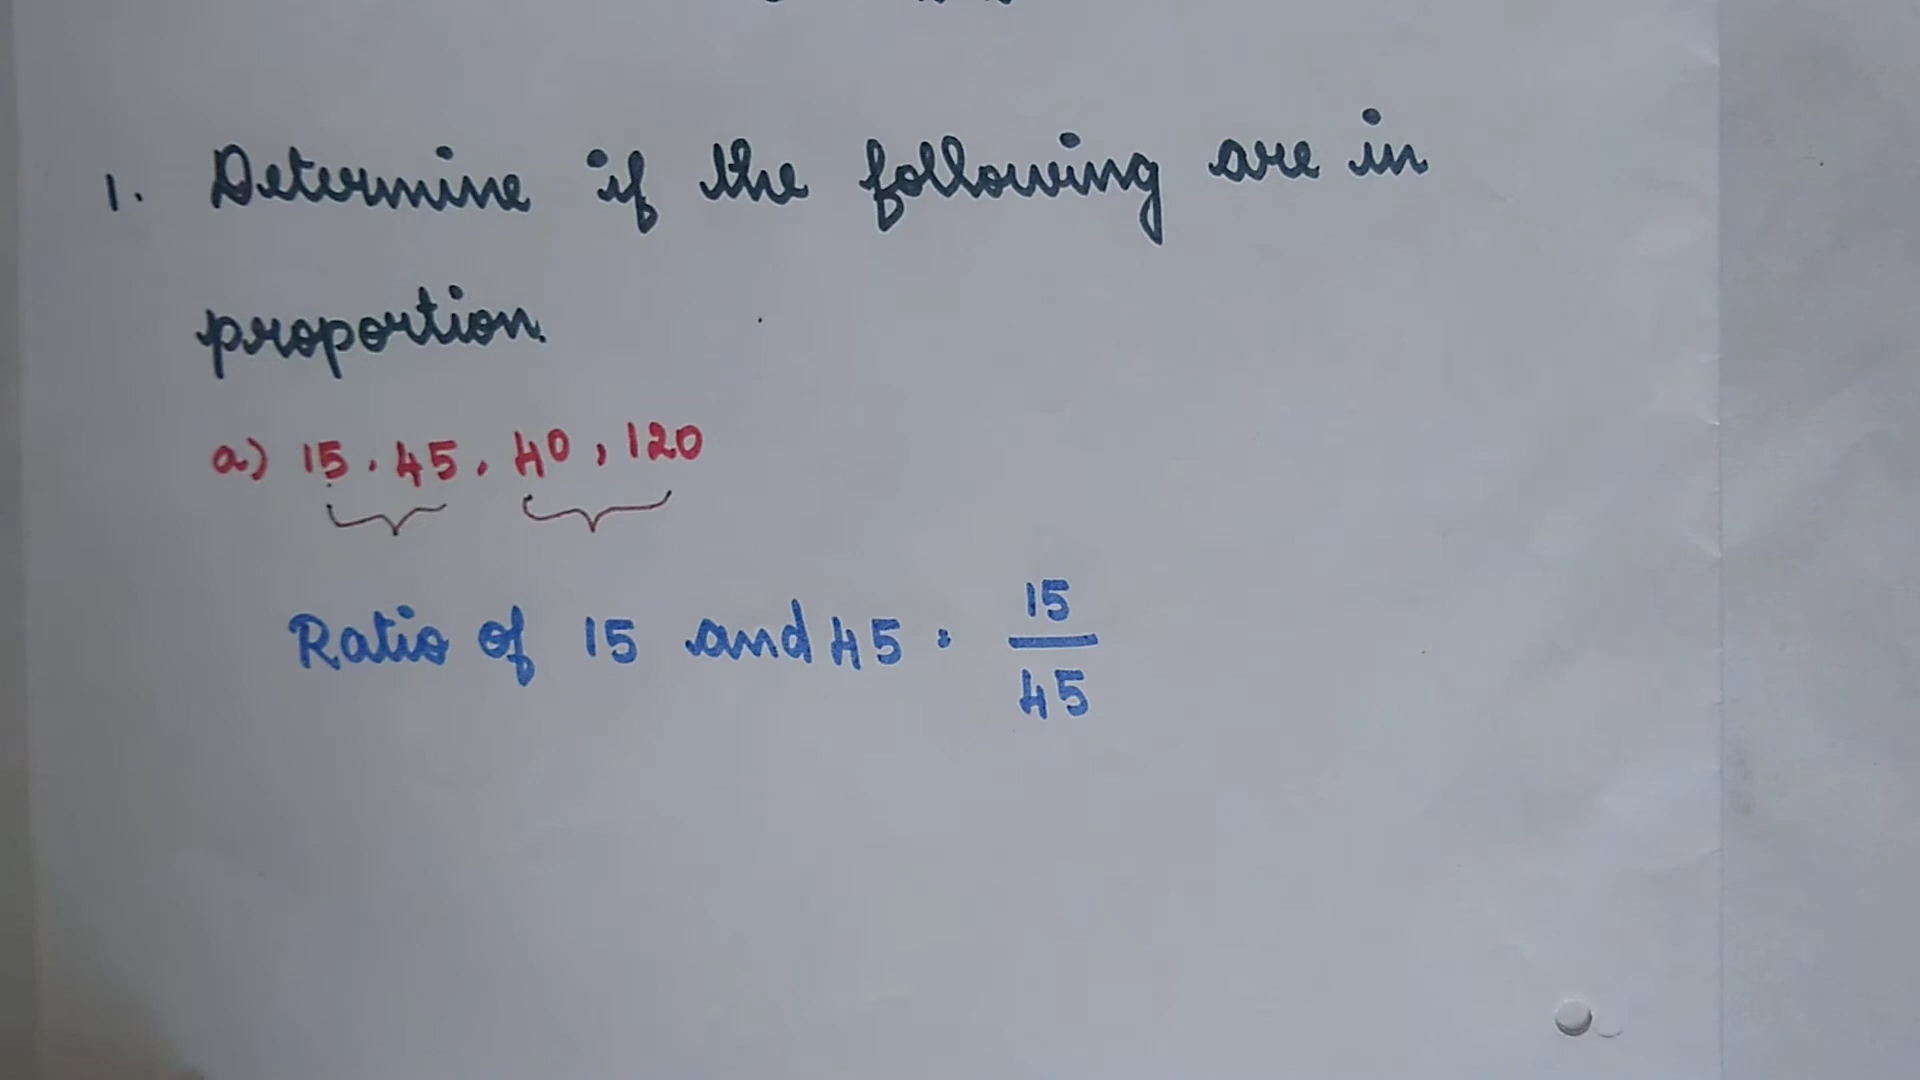 1. Determine if the following are in
proportion.
a) 15, 45, 40, 120
Ratio of 15 and 45 = 15/45